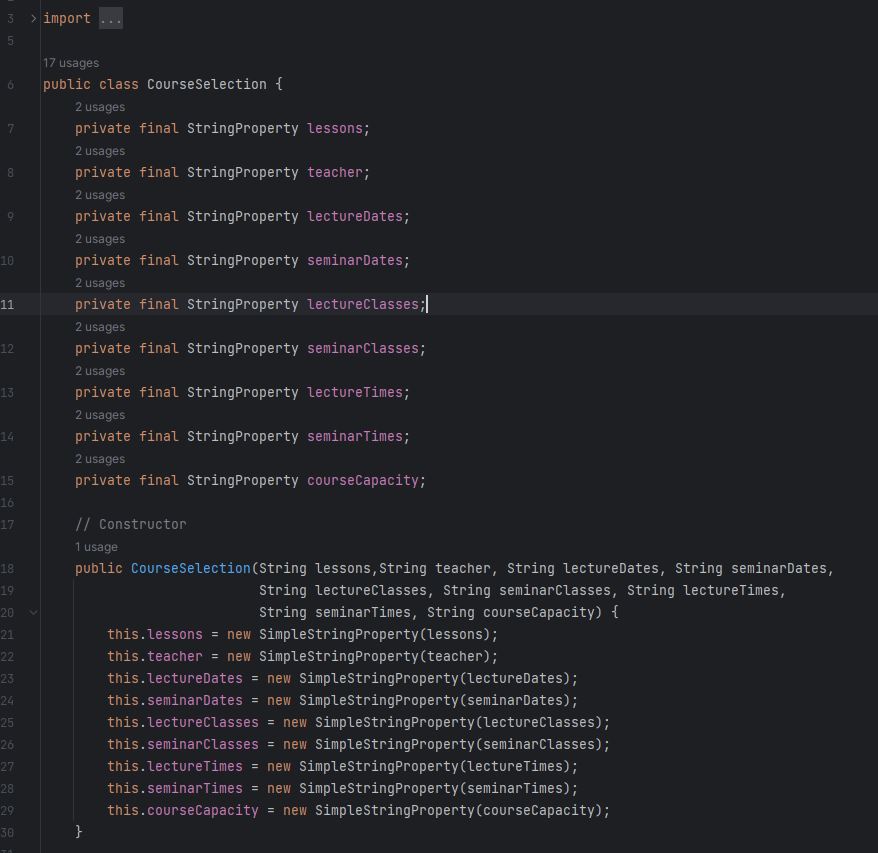 3 import ...
5
17 usages
6 public class CourseSelection {
2 usages
7 private final StringProperty lessons;
2 usages
8 private final StringProperty teacher;
2 usages
9 private final StringProperty lectureDates;
2 usages
10 private final StringProperty seminarDates;
2 usages
11 private final StringProperty lectureClasses;
2 usages
12 private final StringProperty seminarClasses;
2 usages
13 private final StringProperty lectureTimes;
2 usages
14 private final StringProperty seminarTimes;
2 usages
15 private final StringProperty courseCapacity;
16
17 // Constructor
1 usage
18 public CourseSelection(String lessons,String teacher, String lectureDates, String seminarDates,
19 String lectureClasses, String seminarClasses, String lectureTimes,
20 String seminarTimes, String courseCapacity) {
21 this.lessons = new SimpleStringProperty(lessons);
22 this.teacher = new SimpleStringProperty(teacher);
23 this.lectureDates = new SimpleStringProperty(lectureDates);
24 this.seminarDates = new SimpleStringProperty(seminarDates);
25 this.lectureClasses = new SimpleStringProperty(lectureClasses);
26 this.seminarClasses = new SimpleStringProperty(seminarClasses);
27 this.lectureTimes = new SimpleStringProperty(lectureTimes);
28 this.seminarTimes = new SimpleStringProperty(seminarTimes);
29 this.courseCapacity = new SimpleStringProperty(courseCapacity);
30 }